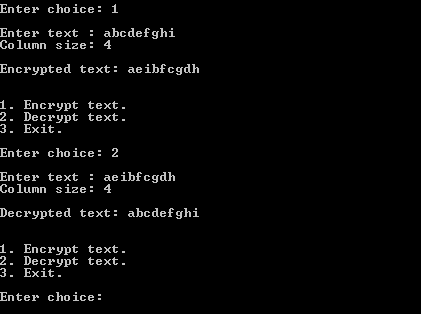 Enter choice: 1
Enter text : abcdefghi
Column size: 4
Encrypted text: aeibfcgdh
1. Encrypt text.
2. Decrypt text.
3. Exit.
Enter choice: 2
Enter text : aeibfcgdh
Column size: 4
Decrypted text: abcdefghi
1. Encrypt text.
2. Decrypt text.
3. Exit.
Enter choice: